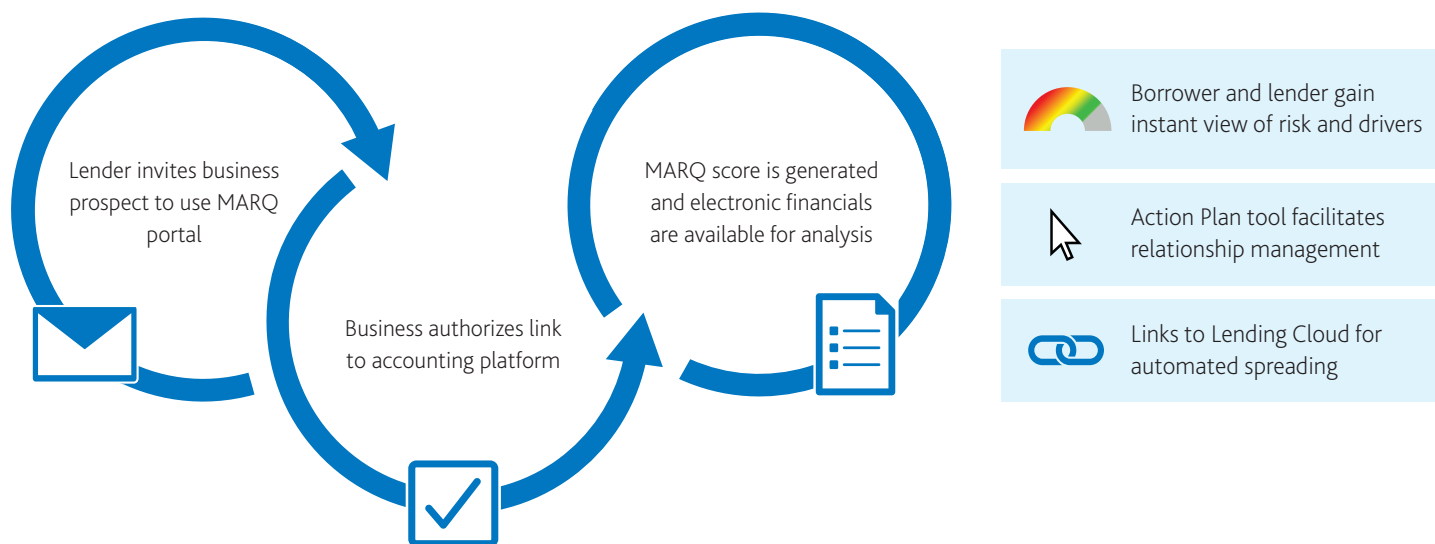 Lender invites business
prospect to use MARQ
portal
Business authorizes link
to accounting platform
MARQ score is generated
and electronic financials
are available for analysis
Borrower and lender gain
instant view of risk and drivers
Action Plan tool facilitates
relationship management
Links to Lending Cloud for
automated spreading